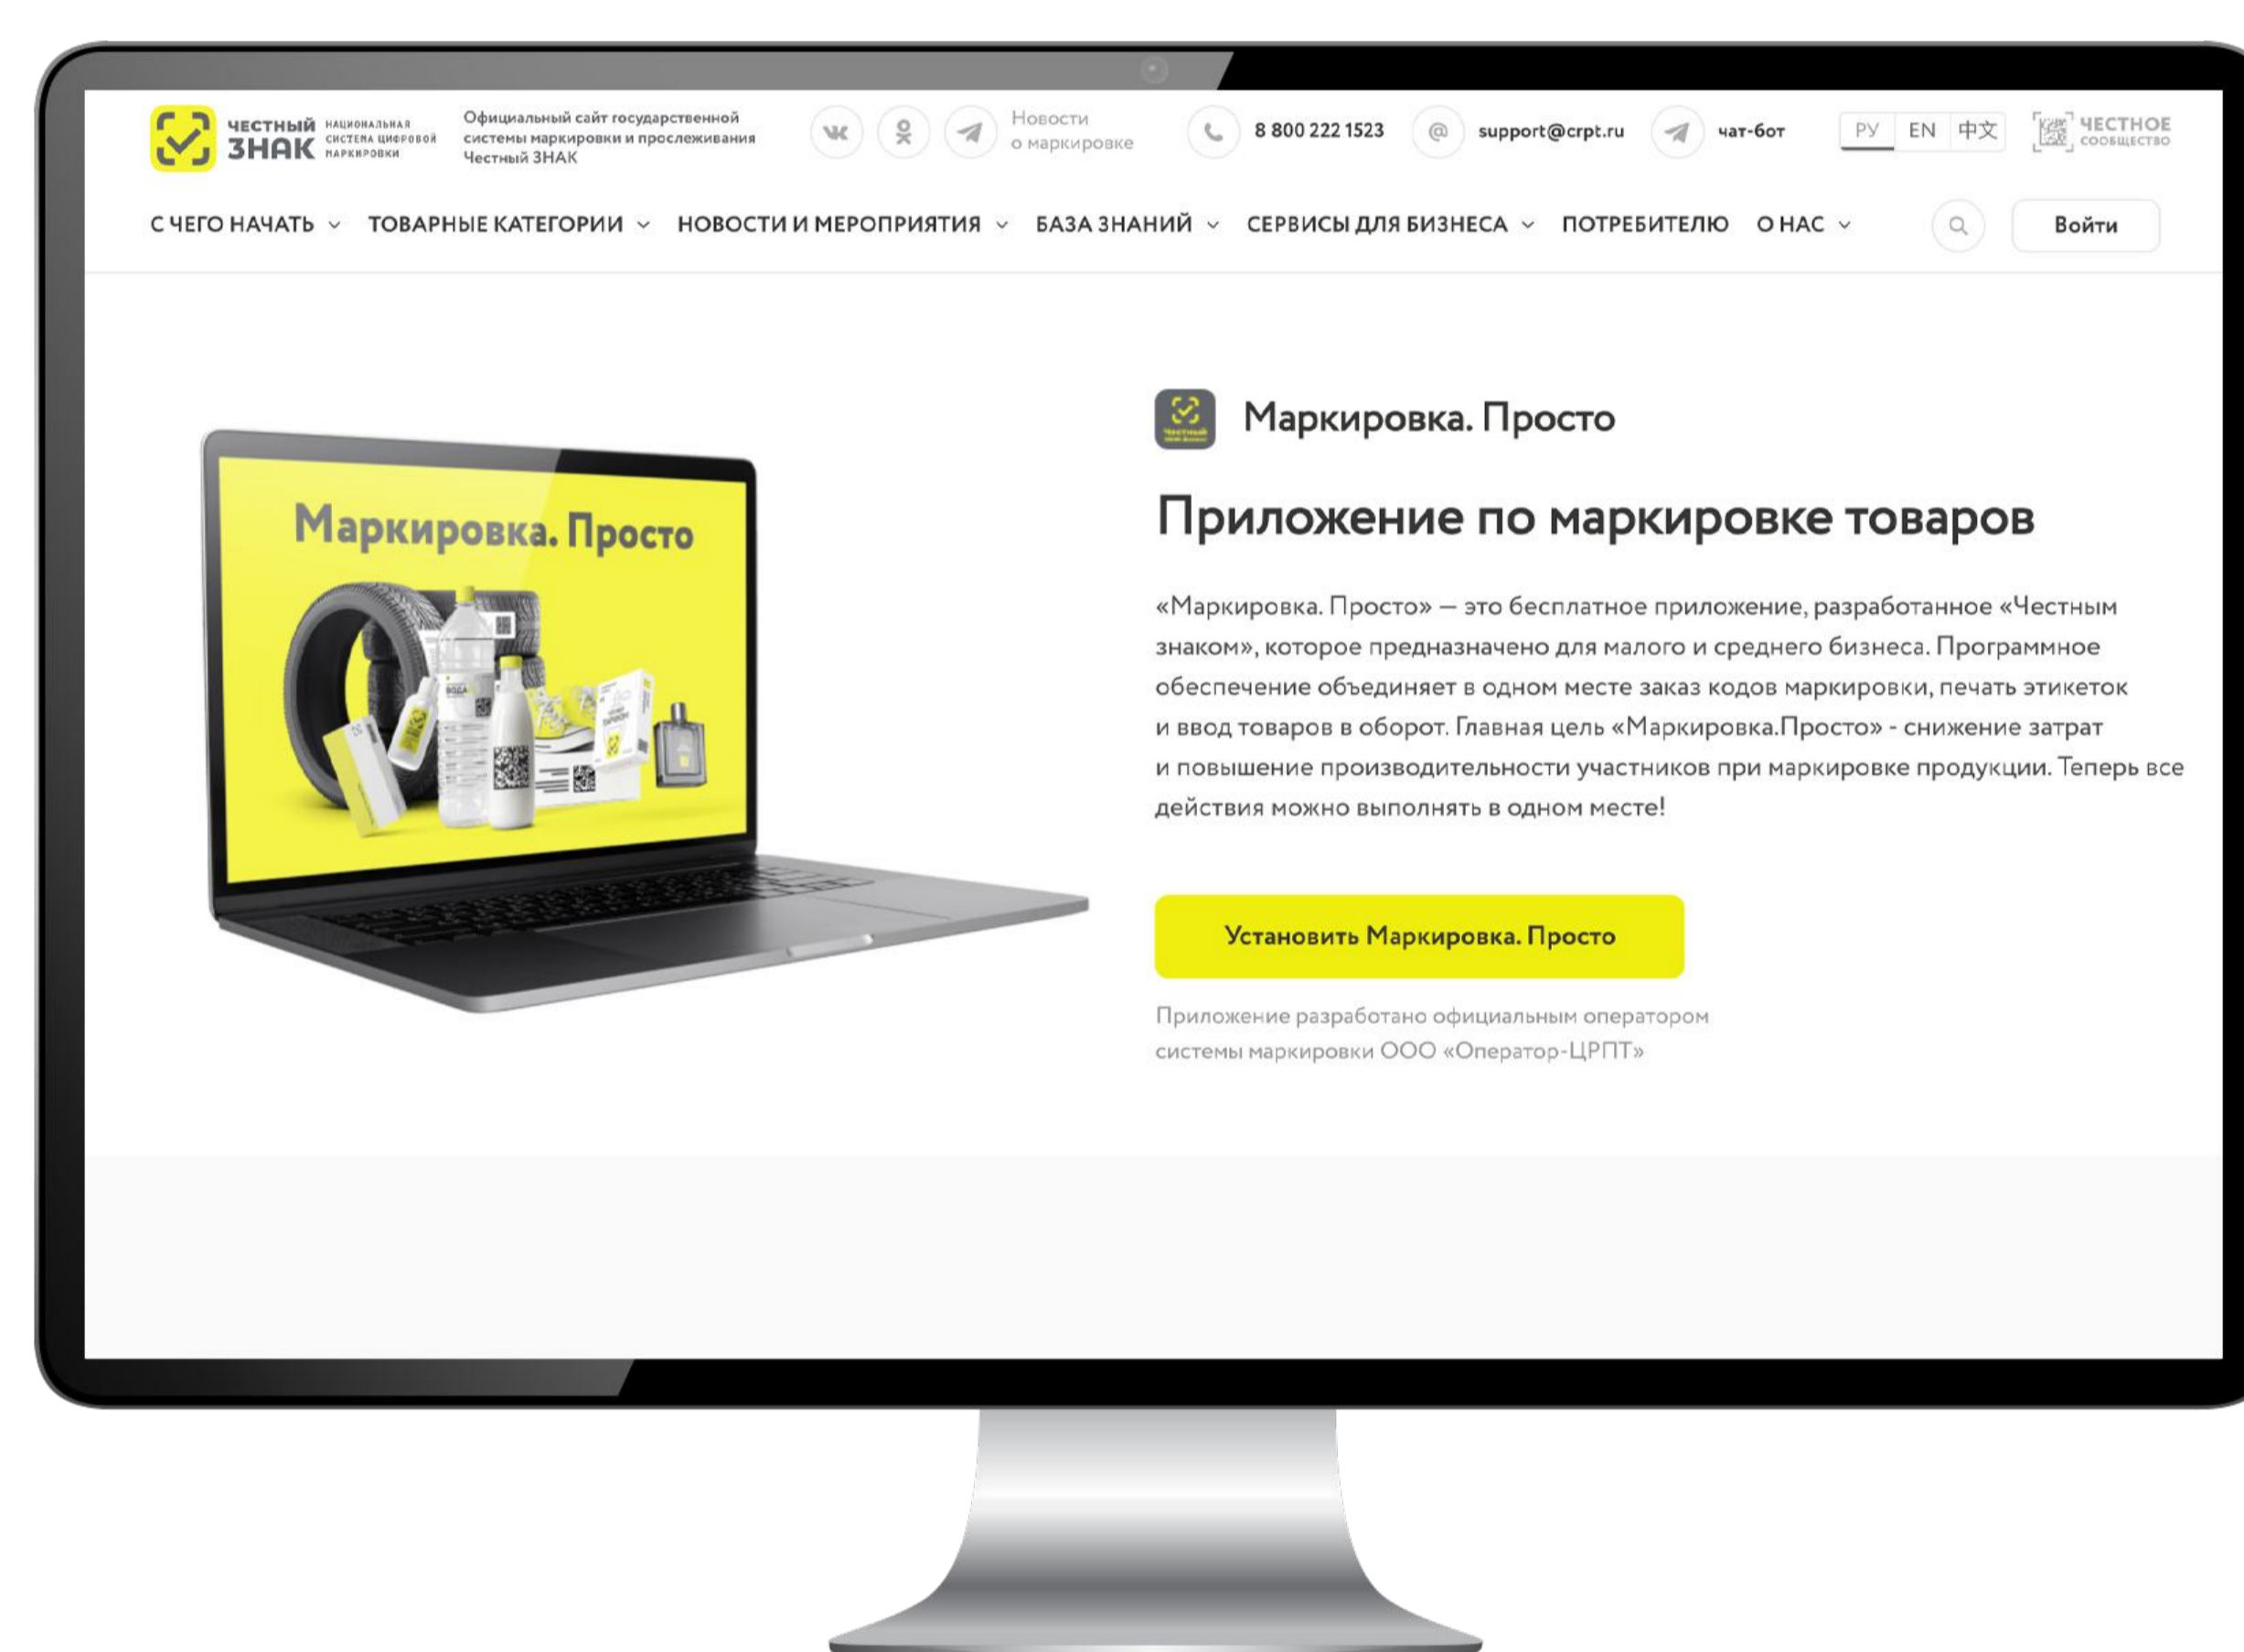 ЧЕСТНЫЙ ЗНАК
НАЦИОНАЛЬНАЯ
СИСТЕМА ЦИФРОВОЙ
МАРКИРОВКИ
Официальный сайт государственной
системы маркировки и прослеживания
Честный ЗНАК
Новости
о маркировке
8 800 222 1523
@
support@crpt.ru
чат-бот
РУ EN 中文
ЧЕСТНОЕ
СООБЩЕСТВО
С ЧЕГО НАЧАТЬ ТОВАРНЫЕ КАТЕГОРИИ НОВОСТИ И МЕРОПРИЯТИЯ БАЗА ЗНАНИЙ СЕРВИСЫ ДЛЯ БИЗНЕСА ПОТРЕБИТЕЛЮ О НАС Войти
Маркировка. Просто
ВОДА
Маркировка. Просто
Приложение по маркировке товаров
«Маркировка. Просто» — это бесплатное приложение, разработанное «Честным
знаком», которое предназначено для малого и среднего бизнеса. Программное
обеспечение объединяет в одном месте заказ кодов маркировки, печать этикеток
и ввод товаров в оборот. Главная цель «Маркировка.Просто» - снижение затрат
и повышение производительности участников при маркировке продукции. Теперь все
действия можно выполнять в одном месте!
Установить Маркировка. Просто
Приложение разработано официальным оператором
системы маркировки ООО «Оператор-ЦРПТ»